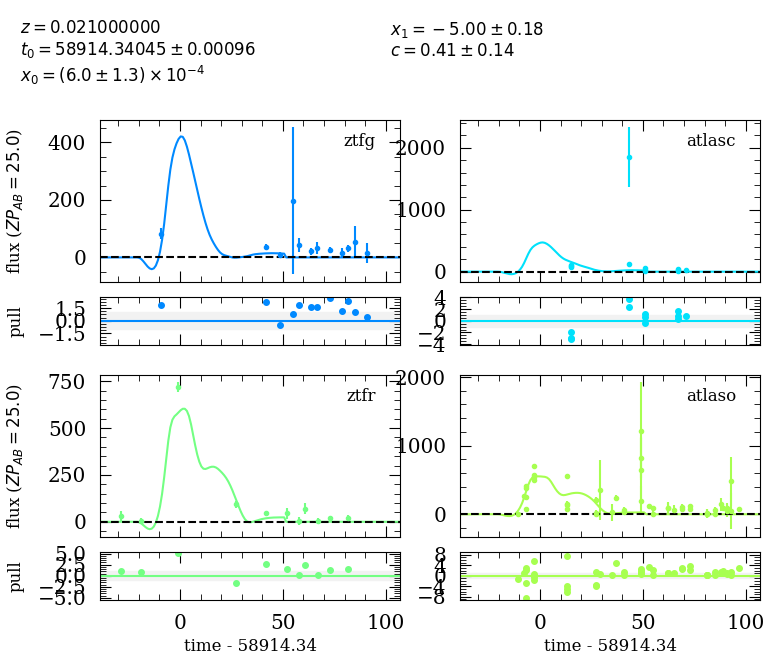 z = 0.021000000
t₀ = 58914.34045 ± 0.00096
x₀ = (6.0 ± 1.3) × 10⁻⁴
x₁ = −5.00 ± 0.18
c = 0.41 ± 0.14
flux (ZP_AB = 25.0)
400
200
0
ztfg
2000
1000
0
atlasc
pull
1.5
0.0
−1.5
4
2
0
−2
−4
flux (ZP_AB = 25.0)
750
500
250
0
ztfr
2000
1000
0
atlaso
pull
5.0
2.5
0.0
−2.5
−5.0
8
4
0
−4
−8
0 50 100
0 50 100
time - 58914.34
time - 58914.34